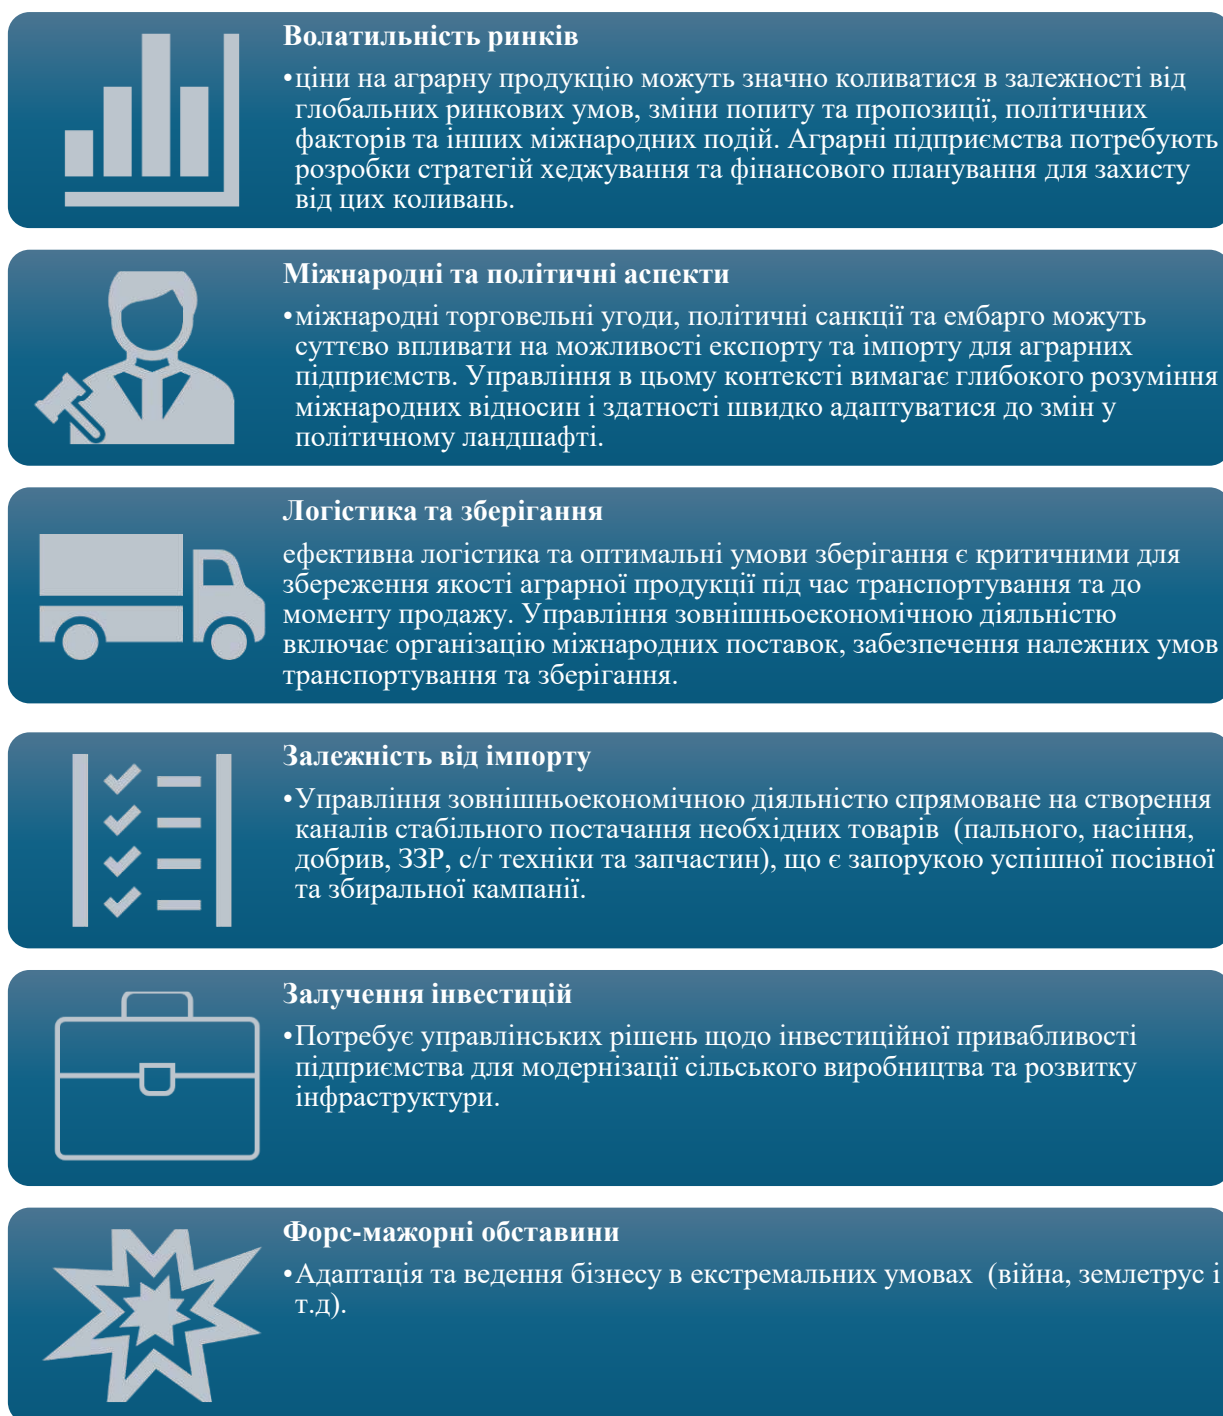 Волатильність ринків
•ціни на аграрну продукцію можуть значно коливатися в залежності від
глобальних ринкових умов, зміни попиту та пропозиції, політичних
факторів та інших міжнародних подій. Аграрні підприємства потребують
розробки стратегій хеджування та фінансового планування для захисту
від цих коливань.
Міжнародні та політичні аспекти
•міжнародні торговельні угоди, політичні санкції та ембарго можуть
суттєво впливати на можливості експорту та імпорту для аграрних
підприємств. Управління в цьому контексті вимагає глибокого розуміння
міжнародних відносин і здатності швидко адаптуватися до змін у
політичному ландшафті.
Логістика та зберігання
ефективна логістика та оптимальні умови зберігання є критичними для
збереження якості аграрної продукції під час транспортування та до
моменту продажу. Управління зовнішньоекономічною діяльністю
включає організацію міжнародних поставок, забезпечення належних умов
транспортування та зберігання.
Залежність від імпорту
•Управління зовнішньоекономічною діяльністю спрямоване на створення
каналів стабільного постачання необхідних товарів (пального, насіння,
добрив, ЗЗР, с/г техніки та запчастин), що є запорукою успішної посівної
та збиральної кампанії.
Залучення інвестицій
•Потребує управлінських рішень щодо інвестиційної привабливості
підприємства для модернізації сільського виробництва та розвитку
інфраструктури.
Форс-мажорні обставини
•Адаптація та ведення бізнесу в екстремальних умовах (війна, землетрус і
т.д).